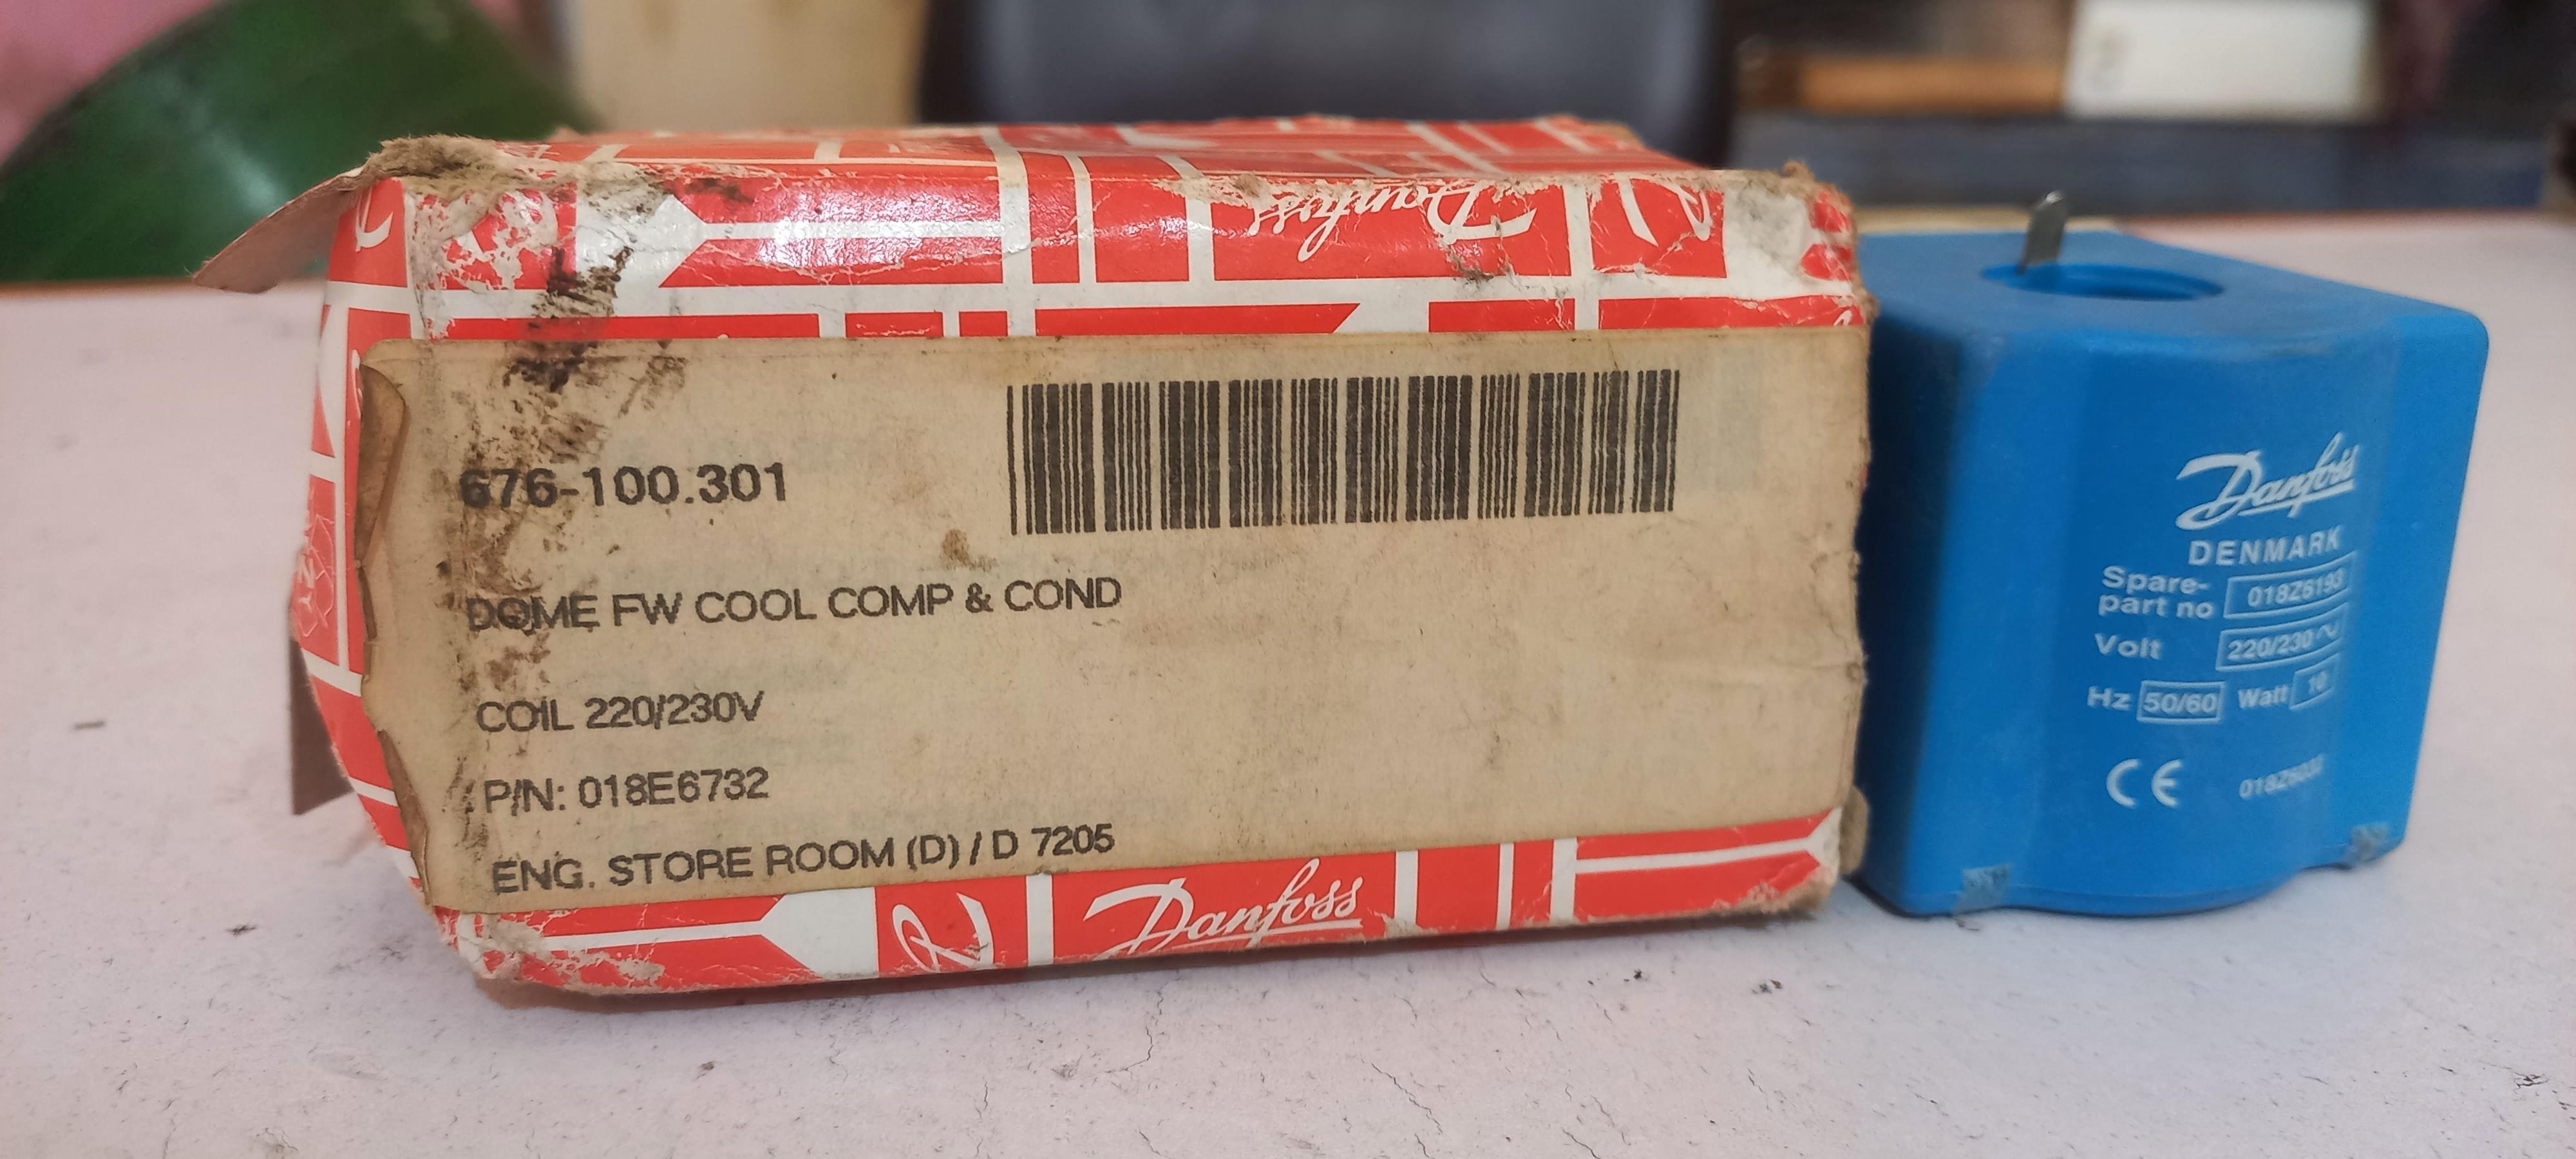 Danfoss
676-100.301
DOME FW COOL COMP & COND
COIL 220/230V
P/N: 018E6732
ENG. STORE ROOM (D) / D 7205
Danfoss
Danfoss
DENMARK
Spare-
part no 018Z6193
Volt 220/230 ~
Hz 50/60 Watt 10
CE